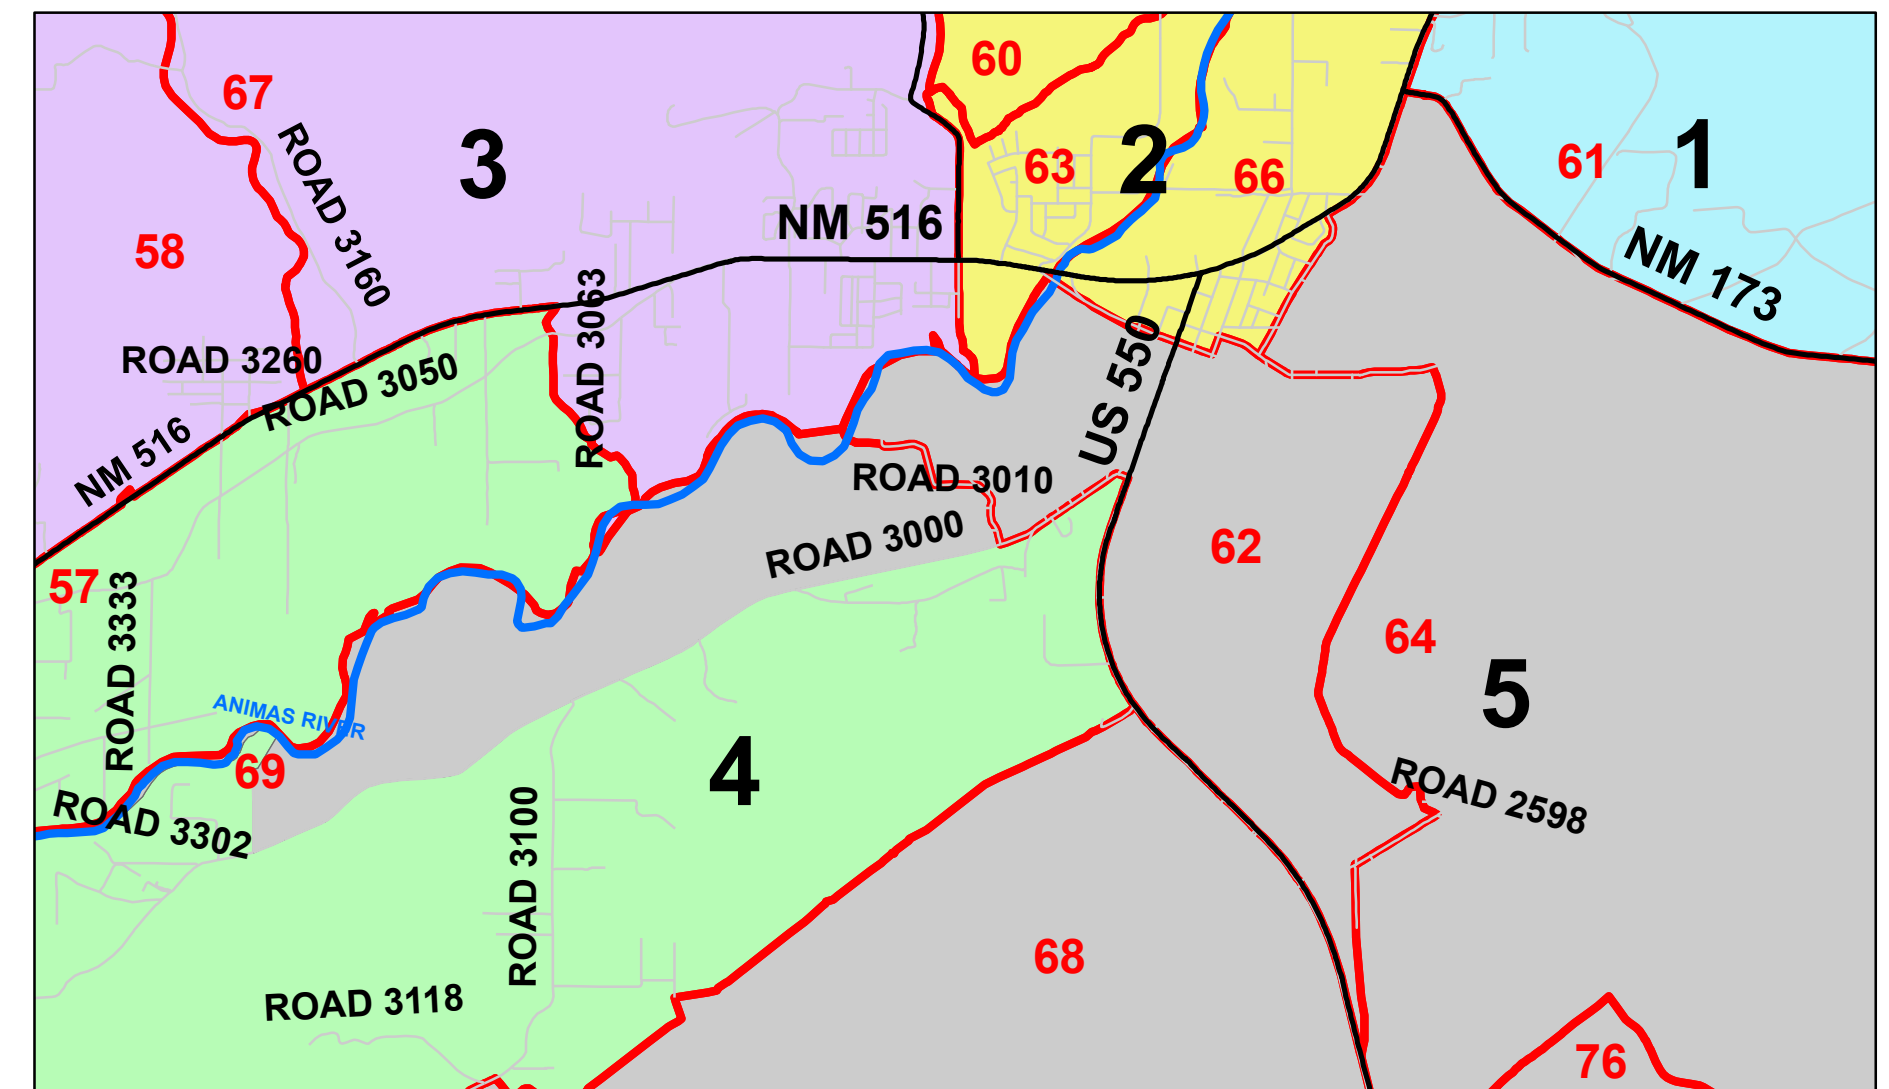 60
67
3
2
1
61
63
66
ROAD 3160
NM 516
58
NM 173
ROAD 3063
ROAD 3260
ROAD 3050
US 550
NM 516
ROAD 3010
ROAD 3000
62
57
ROAD 3333
64
5
ANIMAS RIVER
69
4
ROAD 2598
ROAD 3302
ROAD 3100
68
ROAD 3118
76